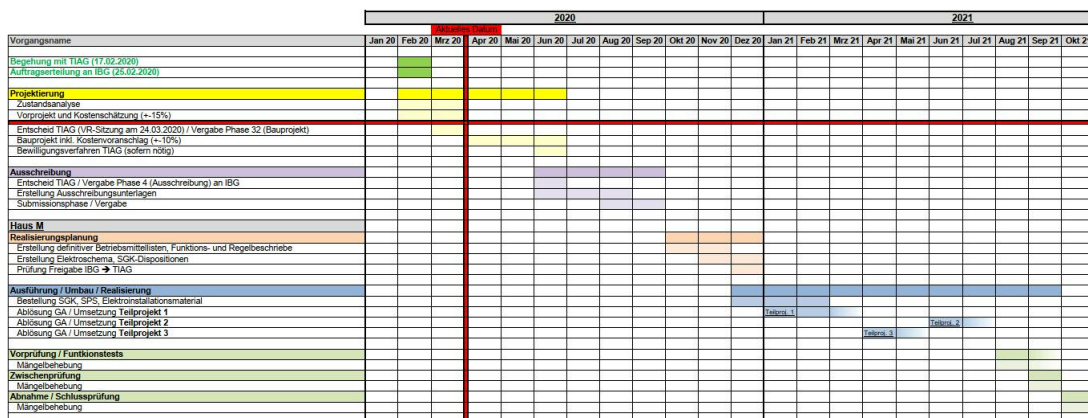 2020 2021
Aktuelles Datum
Vorgangsname Jan 20 Feb 20 Mrz 20 Apr 20 Mai 20 Jun 20 Jul 20 Aug 20 Sep 20 Okt 20 Nov 20 Dez 20 Jan 21 Feb 21 Mrz 21 Apr 21 Mai 21 Jun 21 Jul 21 Aug 21 Sep 21 Okt 21
Begehung mit TIAG (17.02.2020)
Auftragserteilung an IBG (25.02.2020)
Projektierung
Zustandsanalyse
Vorprojekt und Kostenschätzung (+-15%)
Entscheid TIAG (VR-Sitzung am 24.03.2020) / Vergabe Phase 32 (Bauprojekt)
Bauprojekt inkl. Kostenvoranschlag (+-10%)
Bewilligungsverfahren TIAG (sofern nötig)
Ausschreibung
Entscheid TIAG / Vergabe Phase 4 (Ausschreibung) an IBG
Erstellung Ausschreibungsunterlagen
Submissionsphase / Vergabe
Haus M
Realisierungsplanung
Erstellung definitiver Betriebsmittellisten, Funktions- und Regelbeschriebe
Erstellung Elektroschema, SGK-Dispositionen
Prüfung Freigabe IBG ➔ TIAG
Ausführung / Umbau / Realisierung
Bestellung SGK, SPS, Elektroinstallationsmaterial
Ablösung GA / Umsetzung Teilprojekt 1 Teilproj. 1
Ablösung GA / Umsetzung Teilprojekt 2 Teilproj. 2
Ablösung GA / Umsetzung Teilprojekt 3 Teilproj. 3
Vorprüfung / Funtkionstests
Mängelbehebung
Zwischenprüfung
Mängelbehebung
Abnahme / Schlussprüfung
Mängelbehebung